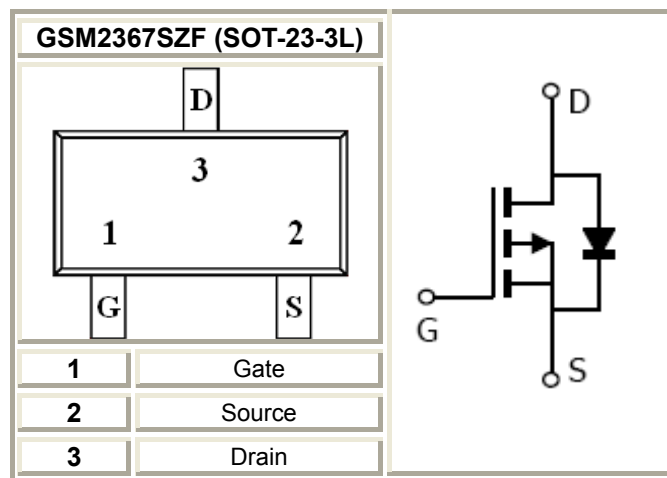 GSM2367SZF (SOT-23-3L)
D
3
1 2
G S
1 Gate
2 Source
3 Drain
D
G
S